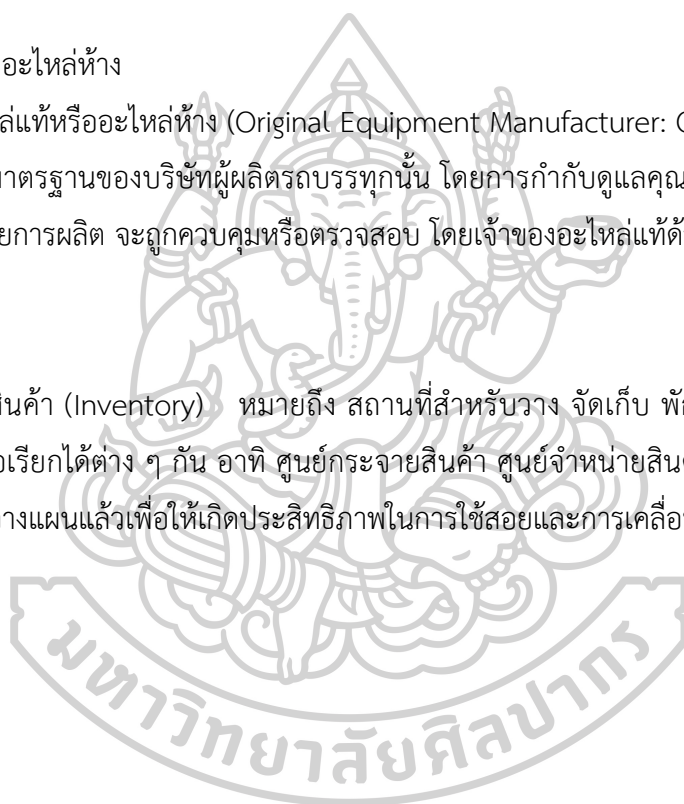 อะไหล่ห้าง
ล่แท้หรืออะไหล่ห้าง (Original Equipment Manufacturer:
มาตรฐานของบริษัทผู้ผลิตรถบรรทุกนั้น โดยการกำกับดูแลคุณ
ยการผลิต จะถูกควบคุมหรือตรวจสอบ โดยเจ้าของอะไหล่แท้ด้
สินค้า (Inventory) หมายถึง สถานที่สำหรับวาง จัดเก็บ พั
อเรียกได้ต่าง ๆ กัน อาทิ ศูนย์กระจายสินค้า ศูนย์จำหน่ายสิน
างแผนแล้วเพื่อให้เกิดประสิทธิภาพในการใช้สอยและการเคลื่อ
มหาวิทยาลัยศิลปากร